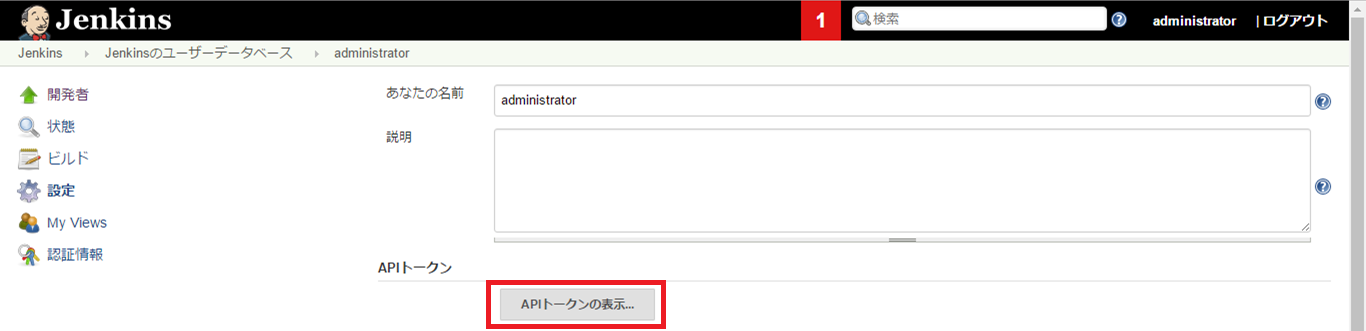 Jenkins
1
検索
administrator
| ログアウト
Jenkins
Jenkinsのユーザーデータベース
administrator
開発者
状態
ビルド
設定
My Views
認証情報
あなたの名前
administrator
説明
APIトークン
APIトークンの表示...